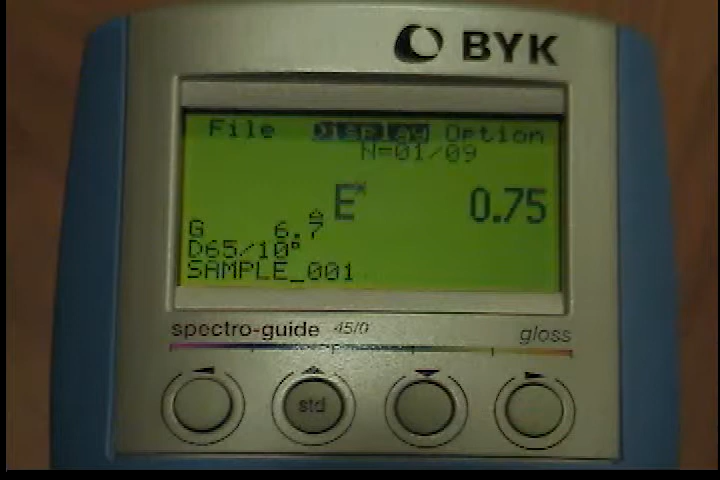 BYK
File Display Option
N=01/09
△E* 0.75
G 6.7
D65/10°
SAMPLE_001
spectro-guide 45/0 gloss
std